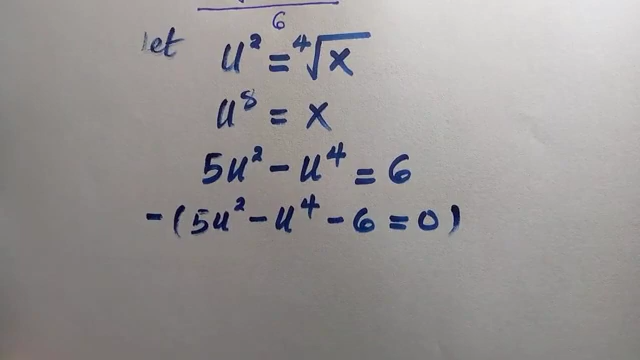 6
let u² = ⁴√x
u⁸ = x
5u² - u⁴ = 6
-(5u² - u⁴ - 6 = 0)